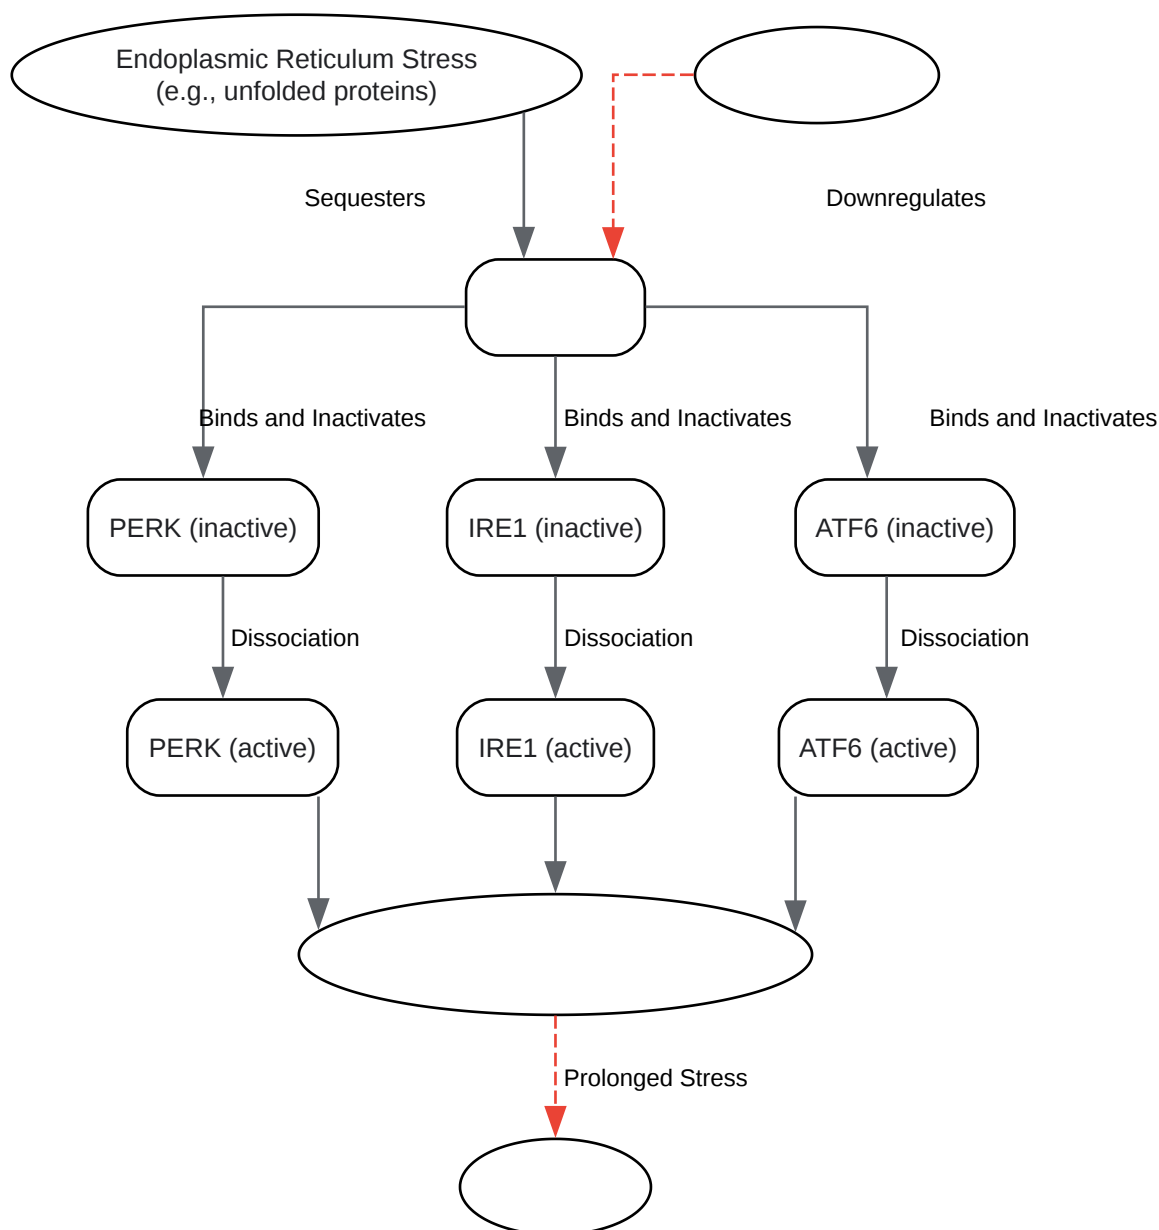 Endoplasmic Reticulum Stress
(e.g., unfolded proteins)
Sequesters
Downregulates
Binds and Inactivates
Binds and Inactivates
Binds and Inactivates
PERK (inactive)
IRE1 (inactive)
ATF6 (inactive)
Dissociation
Dissociation
Dissociation
PERK (active)
IRE1 (active)
ATF6 (active)
Prolonged Stress